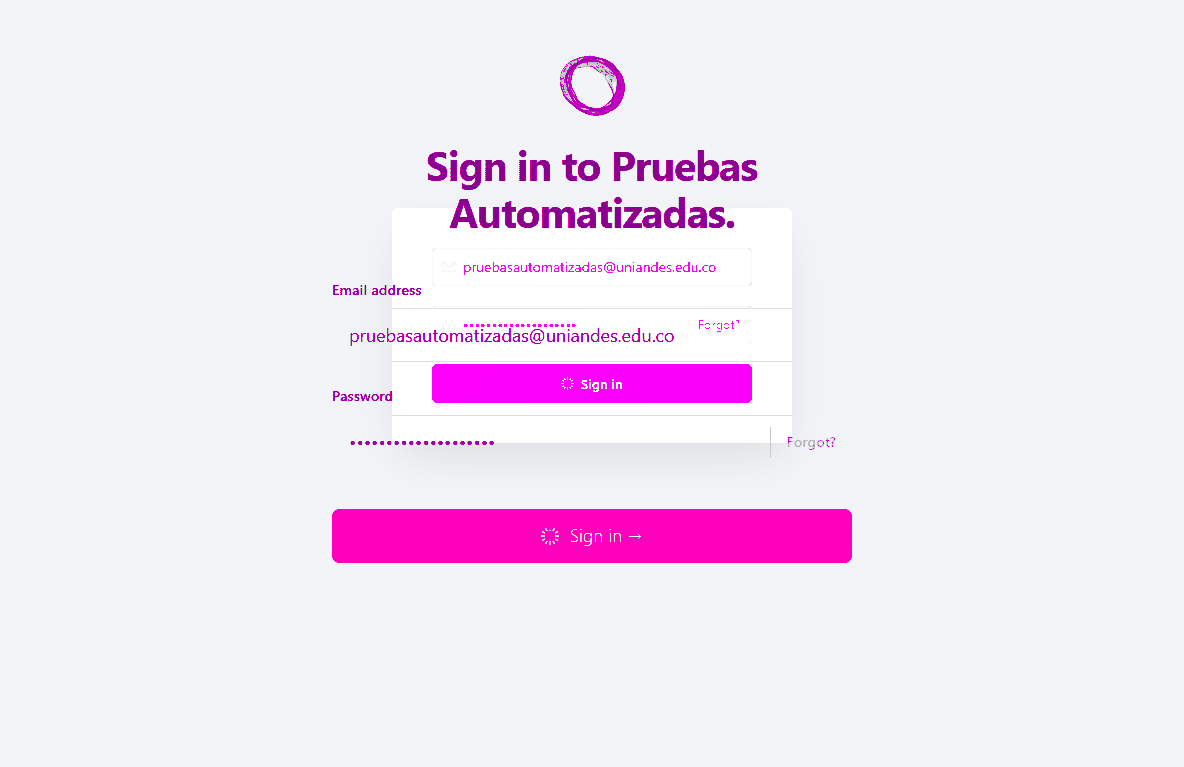 Sign in to Pruebas
Automatizadas.
pruebasautomatizadas@uniandes.edu.co
Email address
Forgot?
pruebasautomatizadas@uniandes.edu.co
Sign in
Password
Forgot?
Sign in →